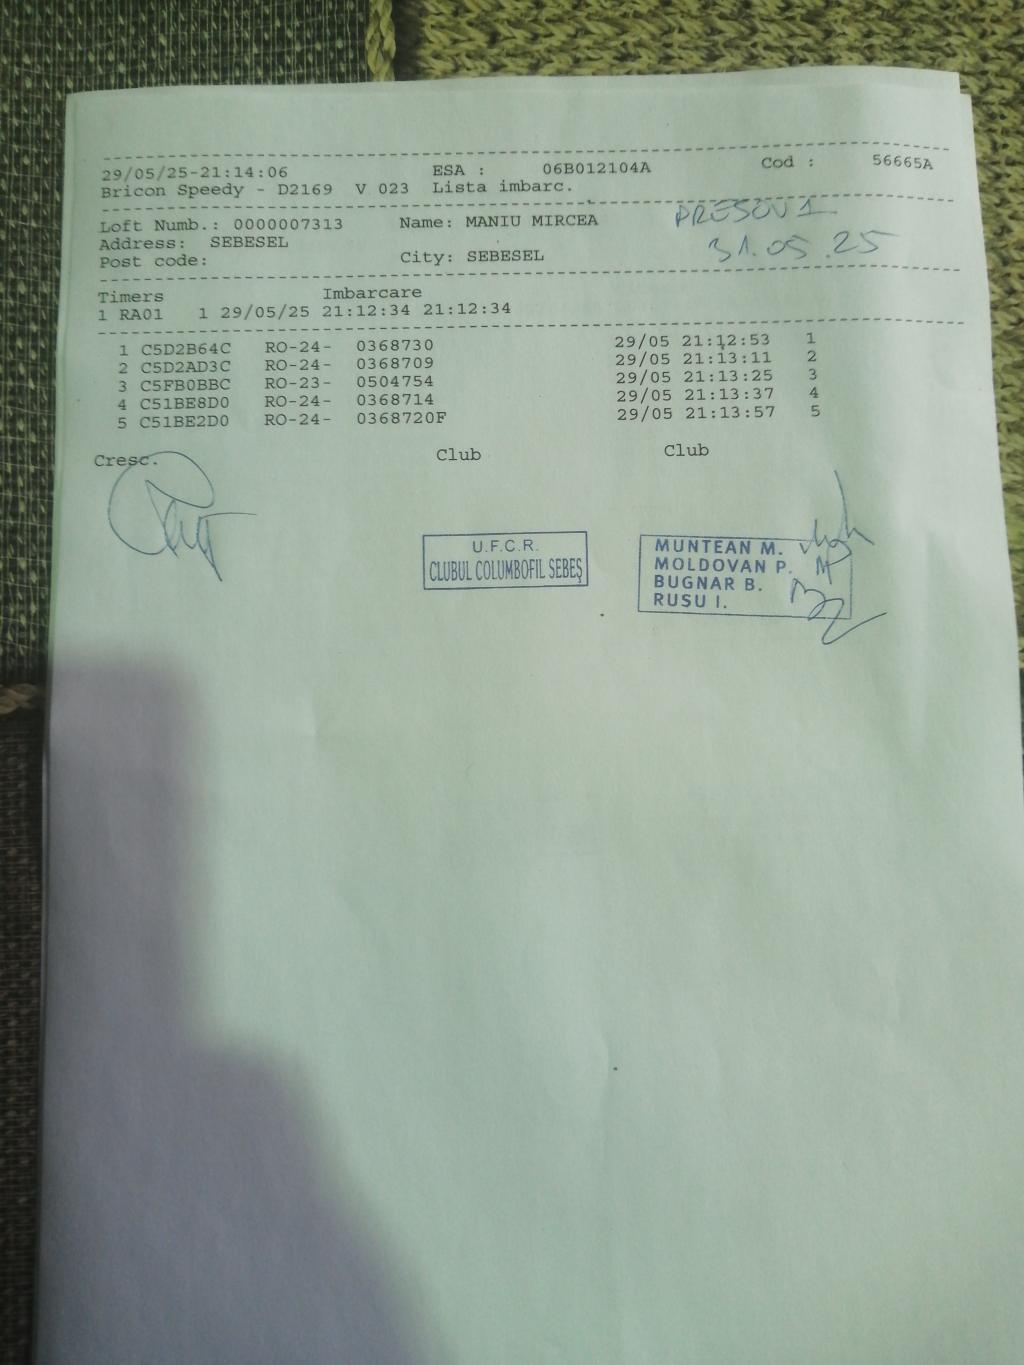 29/05/25-21:14:06 ESA : 06B012104A Cod : 56665A
Bricon Speedy - D2169 V 023 Lista imbarc.
Loft Numb.: 0000007313 Name: MANIU MIRCEA
PRESOV 1
Address: SEBESEL
31.05.25
Post code: City: SEBESEL
Timers Imbarcare
1 RA01 1 29/05/25 21:12:34 21:12:34
1 C5D2B64C RO-24- 0368730 29/05 21:12:53 1
2 C5D2AD3C RO-24- 0368709 29/05 21:13:11 2
3 C5FB0BBC RO-23- 0504754 29/05 21:13:25 3
4 C51BE8D0 RO-24- 0368714 29/05 21:13:37 4
5 C51BE2D0 RO-24- 0368720F 29/05 21:13:57 5
Cresc. Club Club
U.F.C.R.
CLUBUL COLUMBOFIL SEBEȘ
MUNTEAN M.
MOLDOVAN P.
BUGNAR B.
RUSU I.